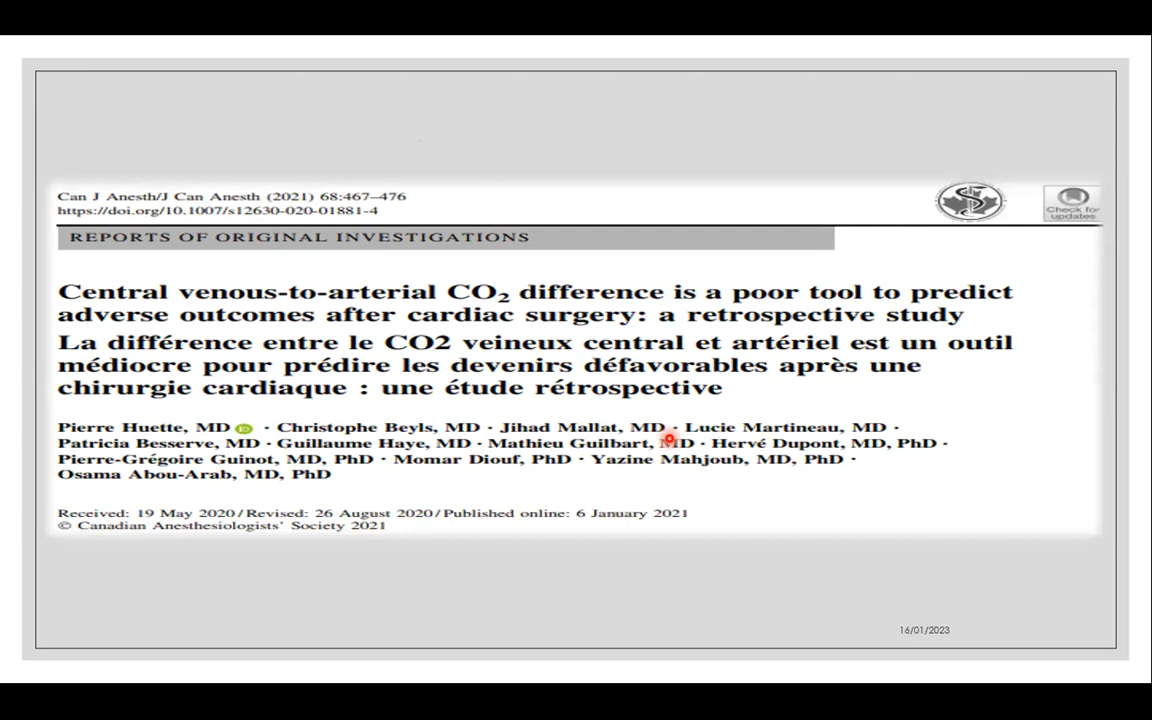 Can J Anesth/J Can Anesth (2021) 68:467–476
https://doi.org/10.1007/s12630-020-01881-4
Check for
updates
REPORTS OF ORIGINAL INVESTIGATIONS
Central venous-to-arterial CO₂ difference is a poor tool to predict
adverse outcomes after cardiac surgery: a retrospective study
La différence entre le CO2 veineux central et artériel est un outil
médiocre pour prédire les devenirs défavorables après une
chirurgie cardiaque : une étude rétrospective
Pierre Huette, MD iD · Christophe Beyls, MD · Jihad Mallat, MD · Lucie Martineau, MD ·
Patricia Besserve, MD · Guillaume Haye, MD · Mathieu Guilbart, MD · Hervé Dupont, MD, PhD ·
Pierre-Grégoire Guinot, MD, PhD · Momar Diouf, PhD · Yazine Mahjoub, MD, PhD ·
Osama Abou-Arab, MD, PhD
Received: 19 May 2020/Revised: 26 August 2020/Published online: 6 January 2021
© Canadian Anesthesiologists' Society 2021
16/01/2023